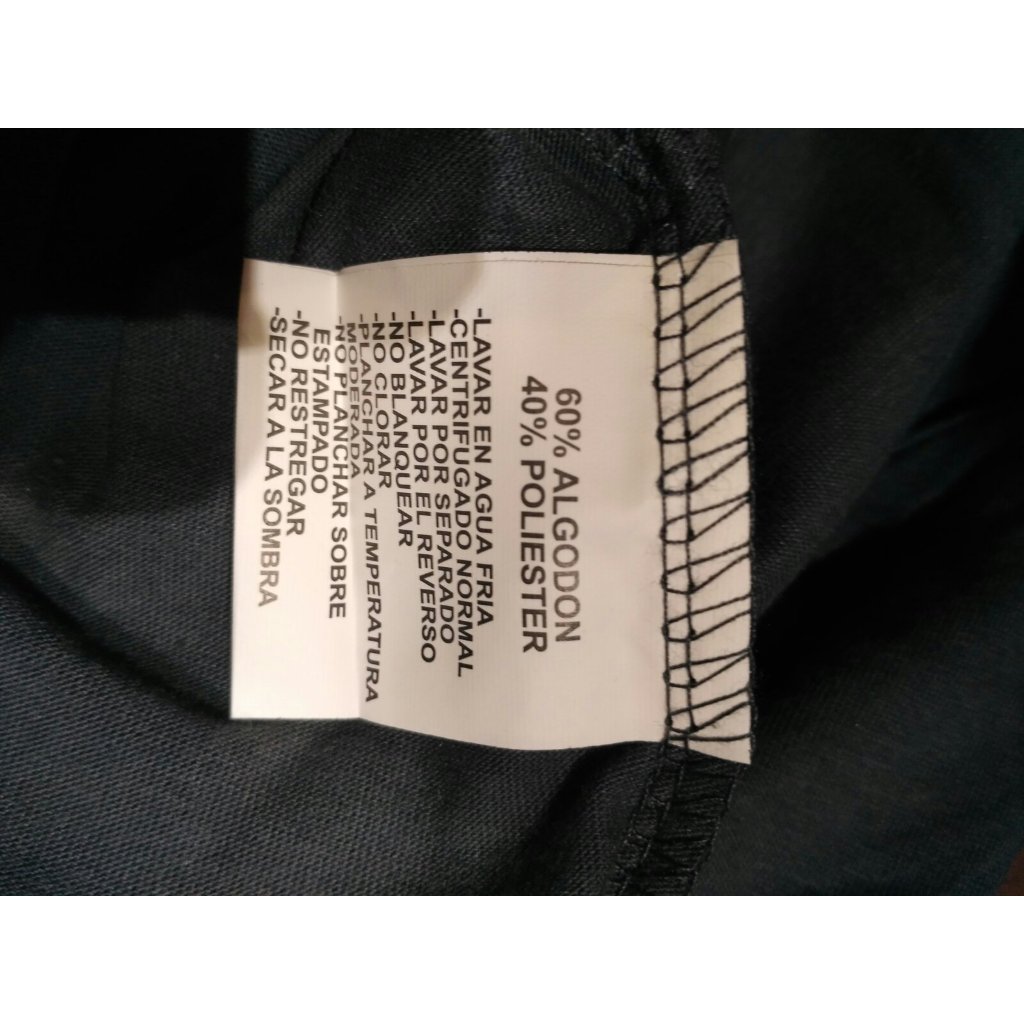 60% ALGODON
40% POLIESTER
-LAVAR EN AGUA FRIA
-CENTRIFUGADO NORMAL
-LAVAR POR SEPARADO
-LAVAR POR EL REVERSO
-NO BLANQUEAR
-NO CLORAR
-PLANCHAR A TEMPERATURA
MODERADA
-NO PLANCHAR SOBRE
ESTAMPADO
-NO RESTREGAR
-SECAR A LA SOMBRA